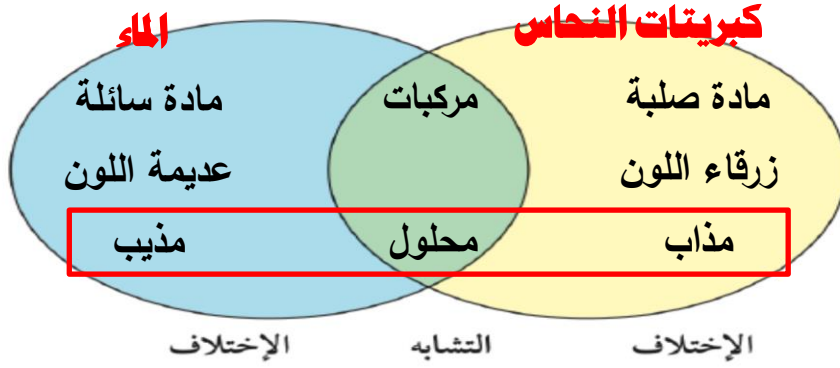 كبريتات النحاس
الماء
مادة صلبة
مركبات
مادة سائلة
زرقاء اللون
عديمة اللون
مذاب
محلول
مذيب
الإختلاف
التشابه
الإختلاف